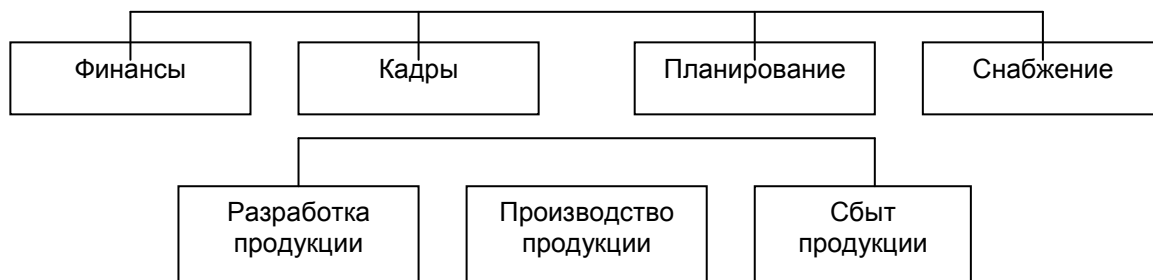 Финансы
Кадры
Планирование
Снабжение
Разработка
продукции
Производство
продукции
Сбыт
продукции